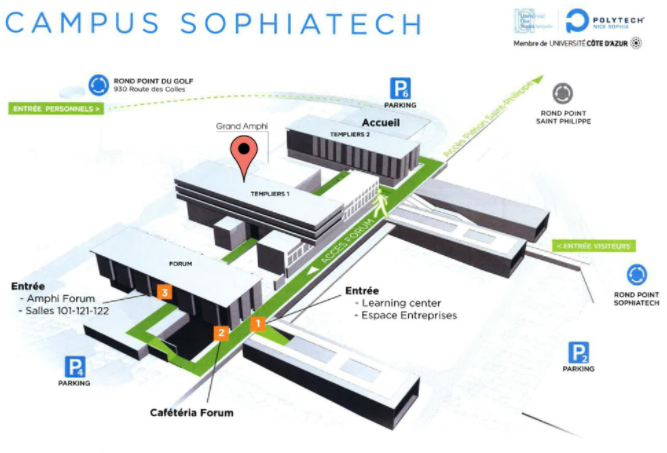 CAMPUS SOPHIATECH
POLYTECH
NICE SOPHIA
Membre de UNIVERSITÉ CÔTE D'AZUR
ROND POINT DU GOLF
930 Route des Colles
ENTRÉE PERSONNELS >
P6
PARKING
Accès Piéton Saint-Philippe
ROND POINT
SAINT PHILIPPE
Accueil
TEMPLIERS 2
Grand Amphi
TEMPLIERS 1
ACCÈS FORUM
< ENTRÉE VISITEURS
ROND POINT
SOPHIATECH
FORUM
Entrée
- Amphi Forum
- Salles 101-121-122
3
Entrée
- Learning center
- Espace Entreprises
1
2
P4
PARKING
P2
PARKING
Cafétéria Forum